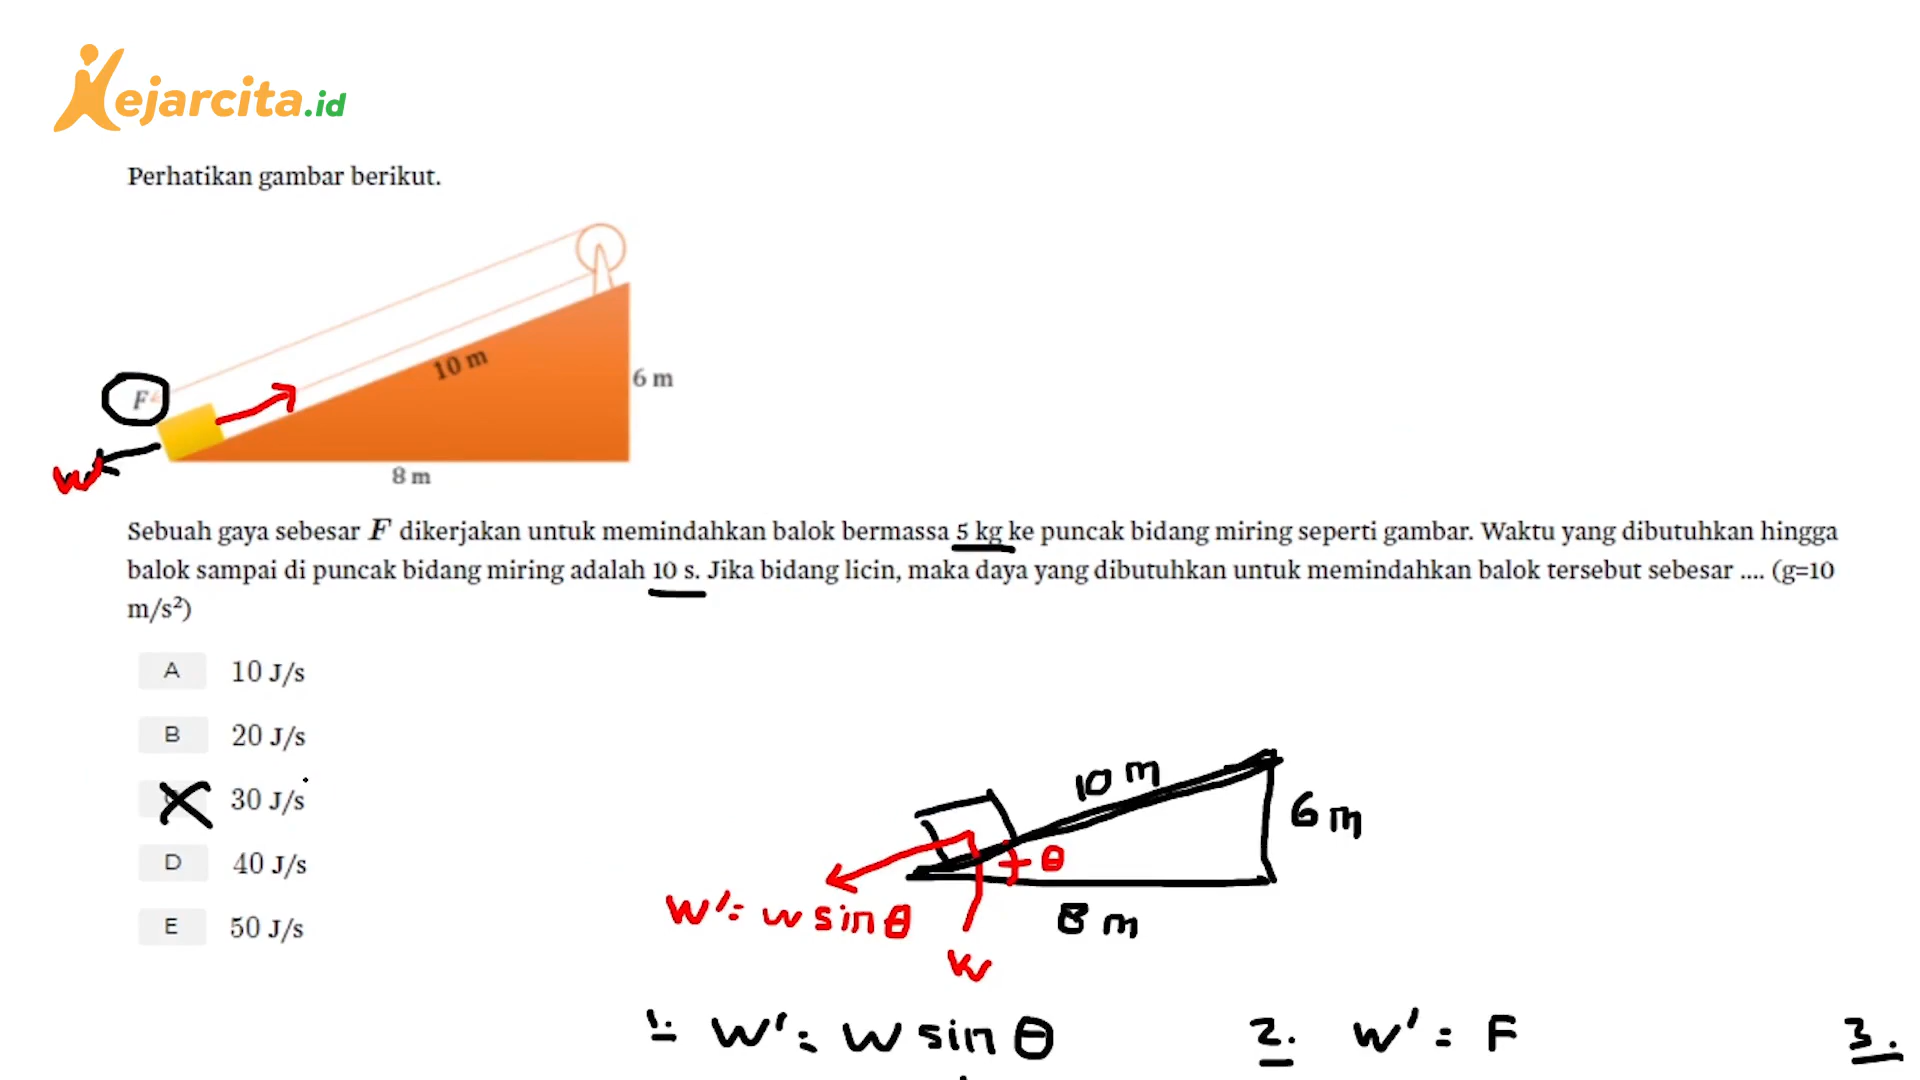 Kejarcita.id
Perhatikan gambar berikut.
10 m
6 m
F
W
8 m
Sebuah gaya sebesar F dikerjakan untuk memindahkan balok bermassa 5 kg ke puncak bidang miring seperti gambar. Waktu yang dibutuhkan hingga
balok sampai di puncak bidang miring adalah 10 s. Jika bidang licin, maka daya yang dibutuhkan untuk memindahkan balok tersebut sebesar .... (g=10
m/s²)
A 10 J/s
B 20 J/s
30 J/s
D 40 J/s
E 50 J/s
10 m
6 m
θ
W' = w sin θ
8 m
W
1. W' = W sin θ
2. W' = F
3.